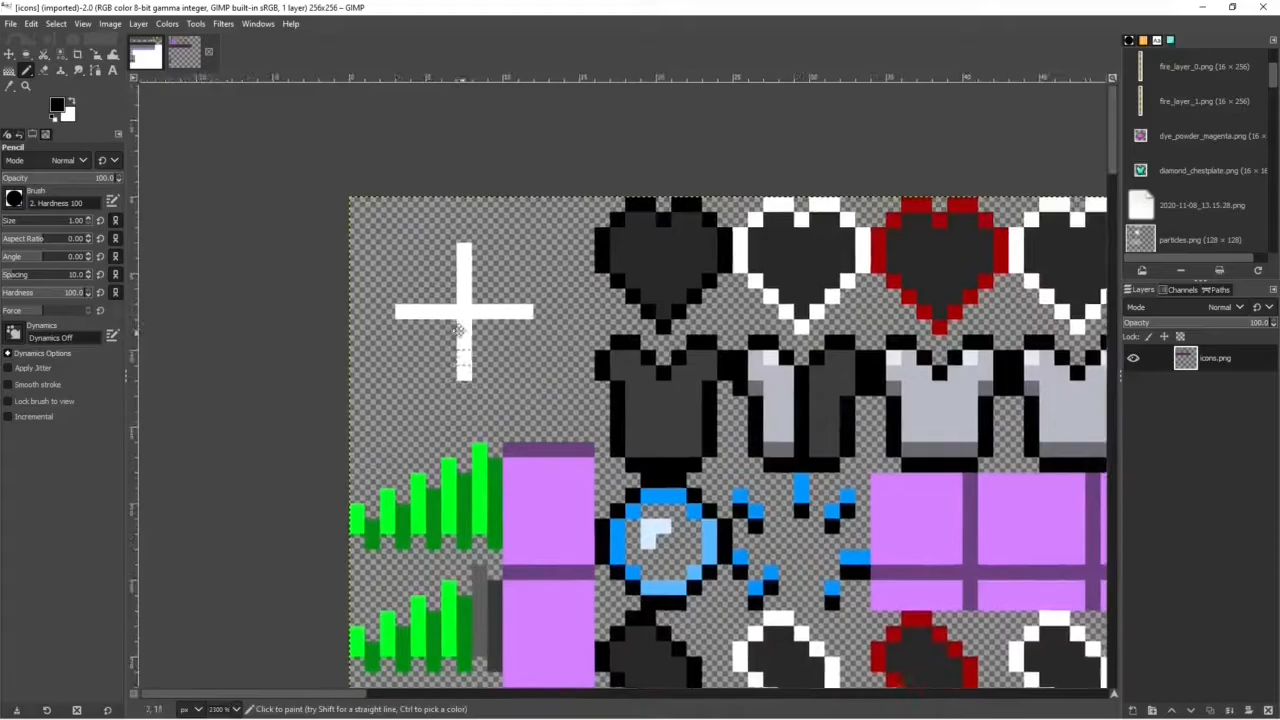 [icons] (imported)-2.0 (RGB color 8-bit gamma integer, GIMP built-in sRGB, 1 layer) 256x256 – GIMP
File Edit Select View Image Layer Colors Tools Filters Windows Help
Pencil
Mode Normal
Opacity 100.0
Brush
2. Hardness 100
Size 1.00
Aspect Ratio 0.00
Angle 0.00
Spacing 10.0
Hardness 100.0
Force
Dynamics
Dynamics Off
Dynamics Options
Apply Jitter
Smooth stroke
Lock brush to view
Incremental
fire_layer_0.png (16 × 256)
fire_layer_1.png (16 × 256)
dye_powder_magenta.png (16 ×
diamond_chestplate.png (16 × 16
2020-11-08_13.15.28.png
particles.png (128 × 128)
Layers Channels Paths
Mode Normal
Opacity 100.0
Lock:
icons.png
px 2300 % Click to paint (try Shift for a straight line, Ctrl to pick a color)